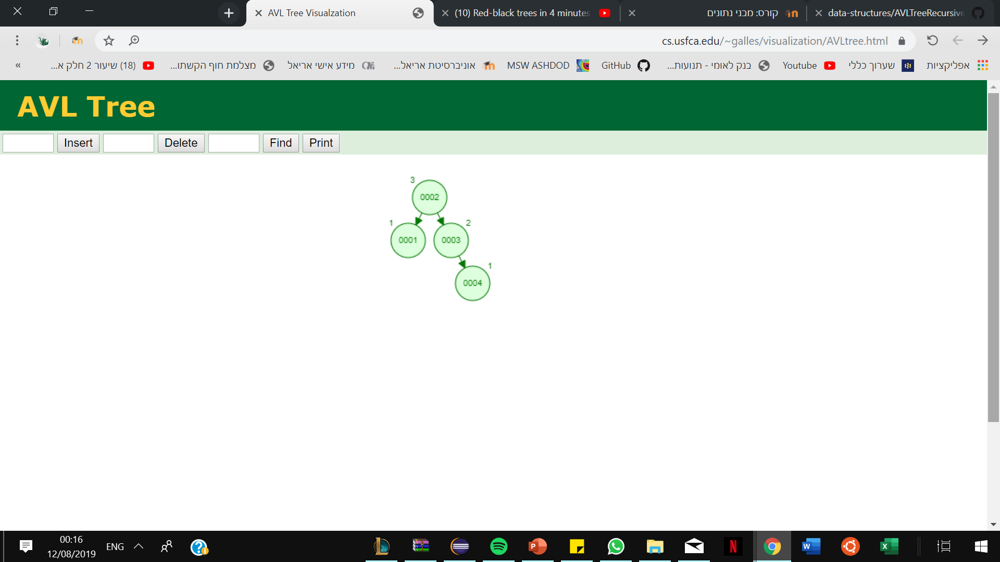 AVL Tree Visualzation
(10) Red-black trees in 4 minutes
קורס: מבני נתונים
data-structures/AVLTreeRecursive
cs.usfca.edu/~galles/visualization/AVLtree.html
אפליקציות
שערוך כללי
Youtube
בנק לאומי - תנועות...
GitHub
MSW ASHDOD
אוניברסיטת אריאל...
מידע אישי אריאל
מצלמת חוף הקשתו...
(18) שיעור 2 חלק א...
«
AVL Tree
Insert Delete Find Print
3
0002
1
2
0001
0003
1
0004
00:16
12/08/2019
ENG